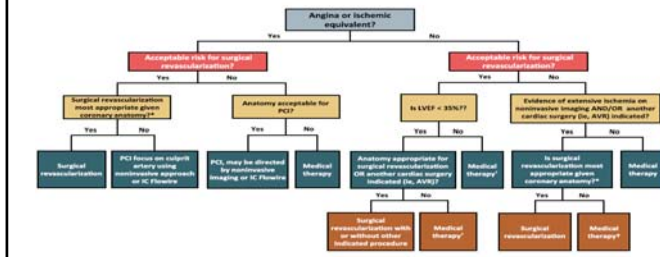 Angina or ischemic
equivalent?
Yes
No
Acceptable risk for surgical
revascularization?
Acceptable risk for surgical
revascularization?
Yes
No
Yes
No
Surgical revascularization
most appropriate given
coronary anatomy?*
Anatomy acceptable for
PCI?
Is LVEF < 35%??
Evidence of extensive ischemia on
noninvasive imaging AND/OR another
cardiac surgery (ie, AVR) indicated?
Yes
No
Yes
No
Yes
No
Yes
No
Surgical
revascularization
PCI focus on culprit
artery using
noninvasive approach
or IC Flowire
PCI, may be directed
by noninvasive
imaging or IC Flowire
Medical
therapy
Anatomy appropriate for
surgical revascularization
OR another cardiac surgery
indicated (ie, AVR)?
Medical
therapy
Is surgical
revascularization most
appropriate given
coronary anatomy?*
Medical
therapy
Yes
No
Yes
No
Surgical
revascularization with
or without other
indicated procedure
Medical
therapy
Surgical
revascularization
Medical
therapy